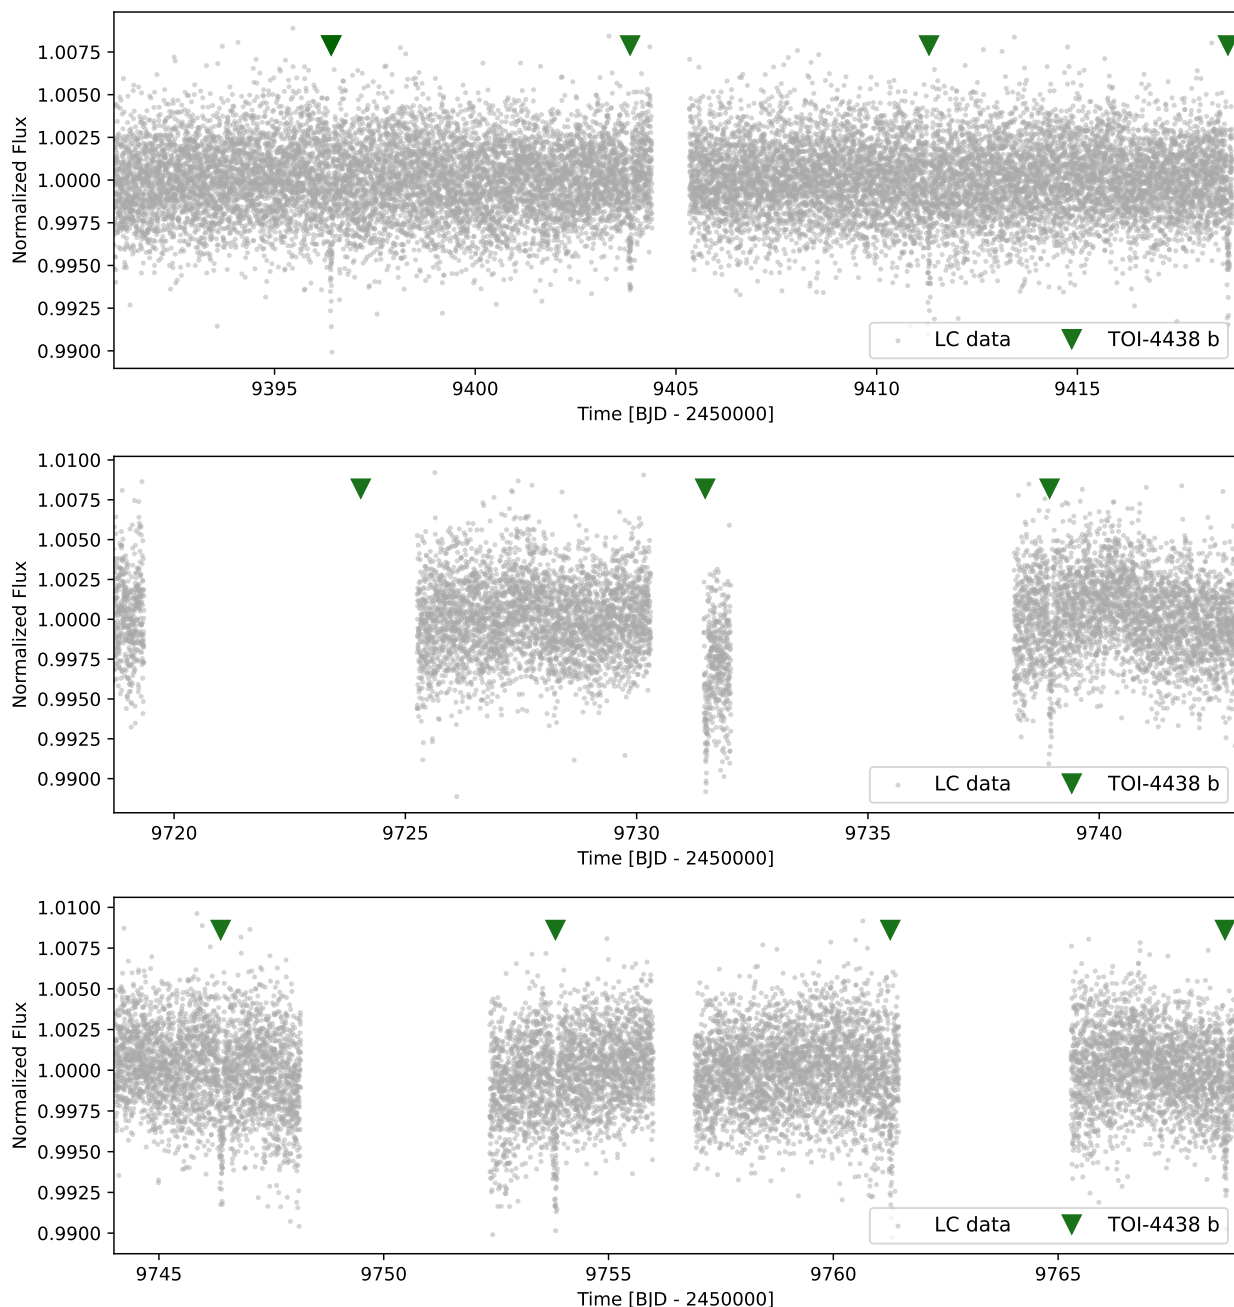 Normalized Flux
1.0075
1.0050
1.0025
1.0000
0.9975
0.9950
0.9925
0.9900
LC data TOI-4438 b
9395 9400 9405 9410 9415
Time [BJD - 2450000]
Normalized Flux
1.0100
1.0075
1.0050
1.0025
1.0000
0.9975
0.9950
0.9925
0.9900
LC data TOI-4438 b
9720 9725 9730 9735 9740
Time [BJD - 2450000]
Normalized Flux
1.0100
1.0075
1.0050
1.0025
1.0000
0.9975
0.9950
0.9925
0.9900
LC data TOI-4438 b
9745 9750 9755 9760 9765
Time [BJD - 2450000]